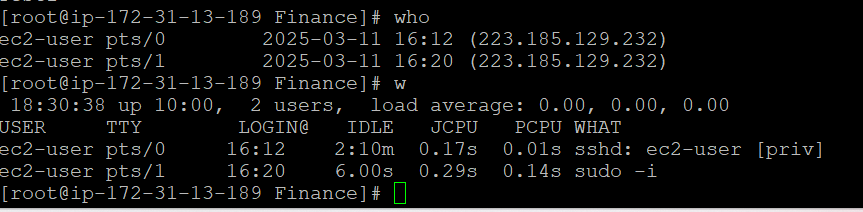 [root@ip-172-31-13-189 Finance]# who
ec2-user pts/0        2025-03-11 16:12 (223.185.129.232)
ec2-user pts/1        2025-03-11 16:20 (223.185.129.232)
[root@ip-172-31-13-189 Finance]# w
 18:30:38 up 10:00,  2 users,  load average: 0.00, 0.00, 0.00
USER     TTY        LOGIN@   IDLE   JCPU   PCPU WHAT
ec2-user pts/0     16:12    2:10m  0.17s  0.01s sshd: ec2-user [priv]
ec2-user pts/1     16:20    6.00s  0.29s  0.14s sudo -i
[root@ip-172-31-13-189 Finance]#